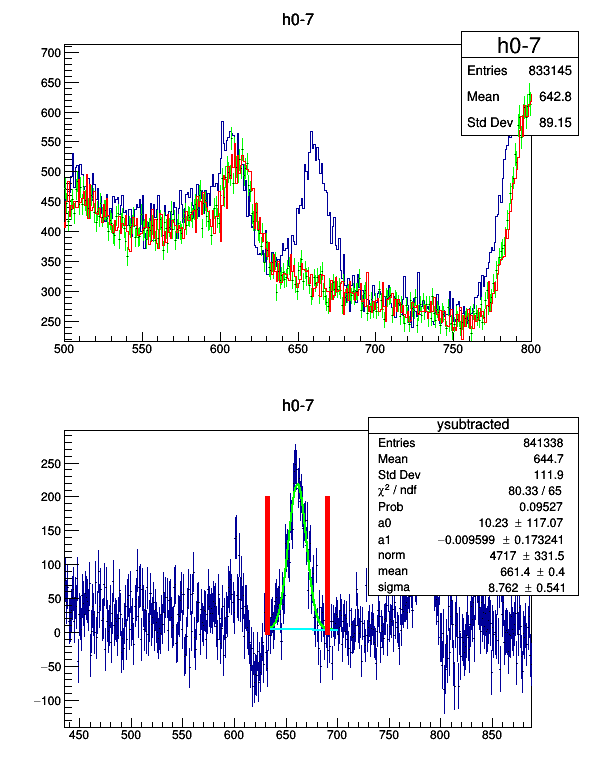 h0-7
h0-7
Entries 833145
Mean 642.8
Std Dev 89.15
700
650
600
550
500
450
400
350
300
250
500 550 600 650 700 750 800
h0-7
ysubtracted
Entries 841338
Mean 644.7
Std Dev 111.9
χ² / ndf 80.33 / 65
Prob 0.09527
a0 10.23 ± 117.07
a1 −0.009599 ± 0.173241
norm 4717 ± 331.5
mean 661.4 ± 0.4
sigma 8.762 ± 0.541
250
200
150
100
50
0
−50
−100
450 500 550 600 650 700 750 800 850